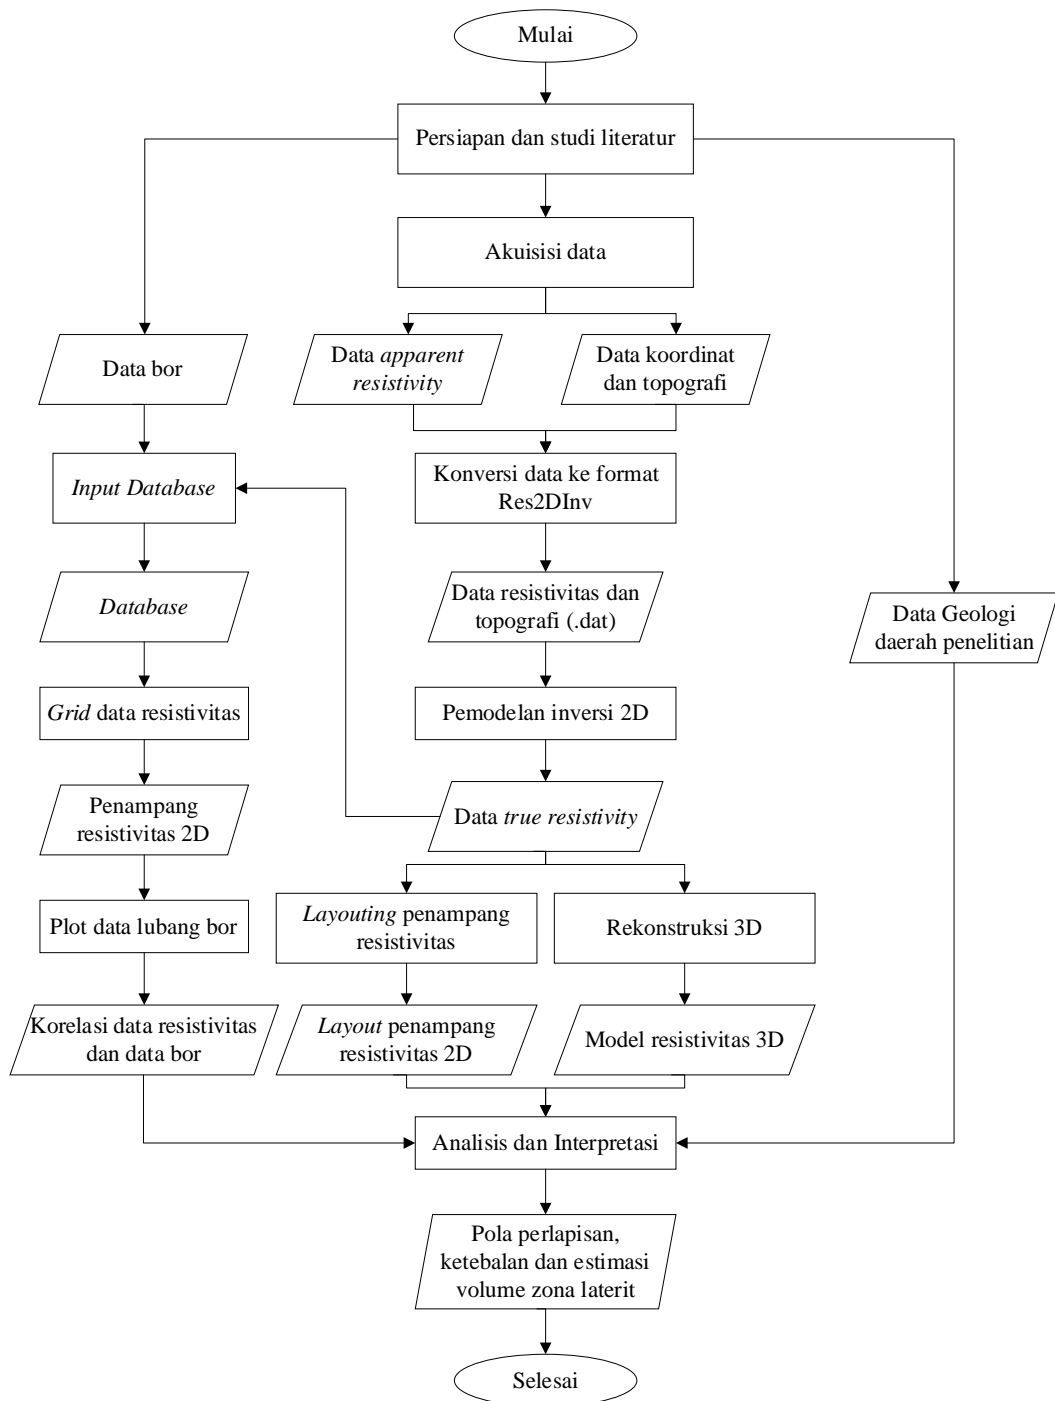 Mulai
Persiapan dan studi literatur
Akuisisi data
Data bor
Data apparent
resistivity
Data koordinat
dan topografi
Input Database
Konversi data ke format
Res2DInv
Database
Data resistivitas dan
topografi (.dat)
Data Geologi
daerah penelitian
Grid data resistivitas
Pemodelan inversi 2D
Penampang
resistivitas 2D
Data true resistivity
Plot data lubang bor
Layouting penampang
resistivitas
Rekonstruksi 3D
Korelasi data resistivitas
dan data bor
Layout penampang
resistivitas 2D
Model resistivitas 3D
Analisis dan Interpretasi
Pola perlapisan,
ketebalan dan estimasi
volume zona laterit
Selesai